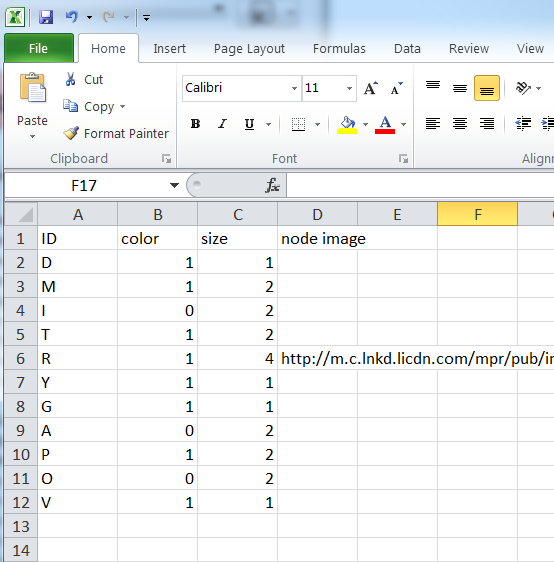 File Home Insert Page Layout Formulas Data Review View
Paste Cut Calibri 11 A A
Copy
Format Painter B I U A
Clipboard Font
F17 fx
A B C D E F
1 ID color size node image
2 D 1 1
3 M 1 2
4 I 0 2
5 T 1 2
6 R 1 4 http://m.c.lnkd.licdn.com/mpr/pub/in
7 Y 1 1
8 G 1 1
9 A 0 2
10 P 1 2
11 O 0 2
12 V 1 1
13
14